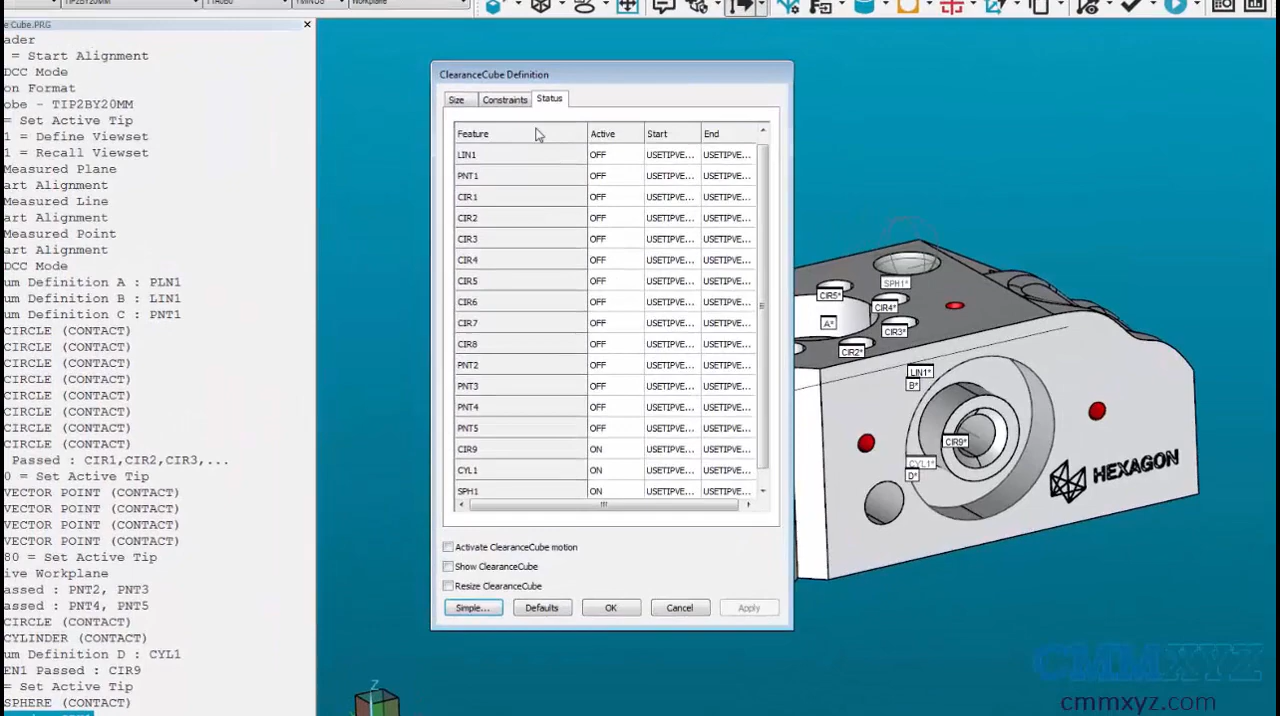 TIP2BY20MM
T1A0B0
TMINUS
Workplane
e Cube.PRG
ader
= Start Alignment
DCC Mode
on Format
obe - TIP2BY20MM
= Set Active Tip
1 = Define Viewset
1 = Recall Viewset
Measured Plane
art Alignment
Measured Line
art Alignment
Measured Point
art Alignment
DCC Mode
um Definition A : PLN1
um Definition B : LIN1
um Definition C : PNT1
CIRCLE (CONTACT)
CIRCLE (CONTACT)
CIRCLE (CONTACT)
CIRCLE (CONTACT)
CIRCLE (CONTACT)
CIRCLE (CONTACT)
CIRCLE (CONTACT)
CIRCLE (CONTACT)
Passed : CIR1,CIR2,CIR3,...
0 = Set Active Tip
VECTOR POINT (CONTACT)
VECTOR POINT (CONTACT)
VECTOR POINT (CONTACT)
VECTOR POINT (CONTACT)
80 = Set Active Tip
ive Workplane
assed : PNT2, PNT3
assed : PNT4, PNT5
CIRCLE (CONTACT)
CYLINDER (CONTACT)
um Definition D : CYL1
EN1 Passed : CIR9
= Set Active Tip
SPHERE (CONTACT)
ClearanceCube Definition
Size Constraints Status
Feature Active Start End
LIN1 OFF USETIPVE... USETIPVE...
PNT1 OFF USETIPVE... USETIPVE...
CIR1 OFF USETIPVE... USETIPVE...
CIR2 OFF USETIPVE... USETIPVE...
CIR3 OFF USETIPVE... USETIPVE...
CIR4 OFF USETIPVE... USETIPVE...
CIR5 OFF USETIPVE... USETIPVE...
CIR6 OFF USETIPVE... USETIPVE...
CIR7 OFF USETIPVE... USETIPVE...
CIR8 OFF USETIPVE... USETIPVE...
PNT2 OFF USETIPVE... USETIPVE...
PNT3 OFF USETIPVE... USETIPVE...
PNT4 OFF USETIPVE... USETIPVE...
PNT5 OFF USETIPVE... USETIPVE...
CIR9 ON USETIPVE... USETIPVE...
CYL1 ON USETIPVE... USETIPVE...
SPH1 ON USETIPVE... USETIPVE...
Activate ClearanceCube motion
Show ClearanceCube
Resize ClearanceCube
Simple... Defaults OK Cancel Apply
SPH1*
CIR5*
CIR4*
A*
CIR3*
CIR2*
LIN1*
B*
CIR9*
CYL1*
D*
HEXAGON
Z
CMMXYZ
cmmxyz.com